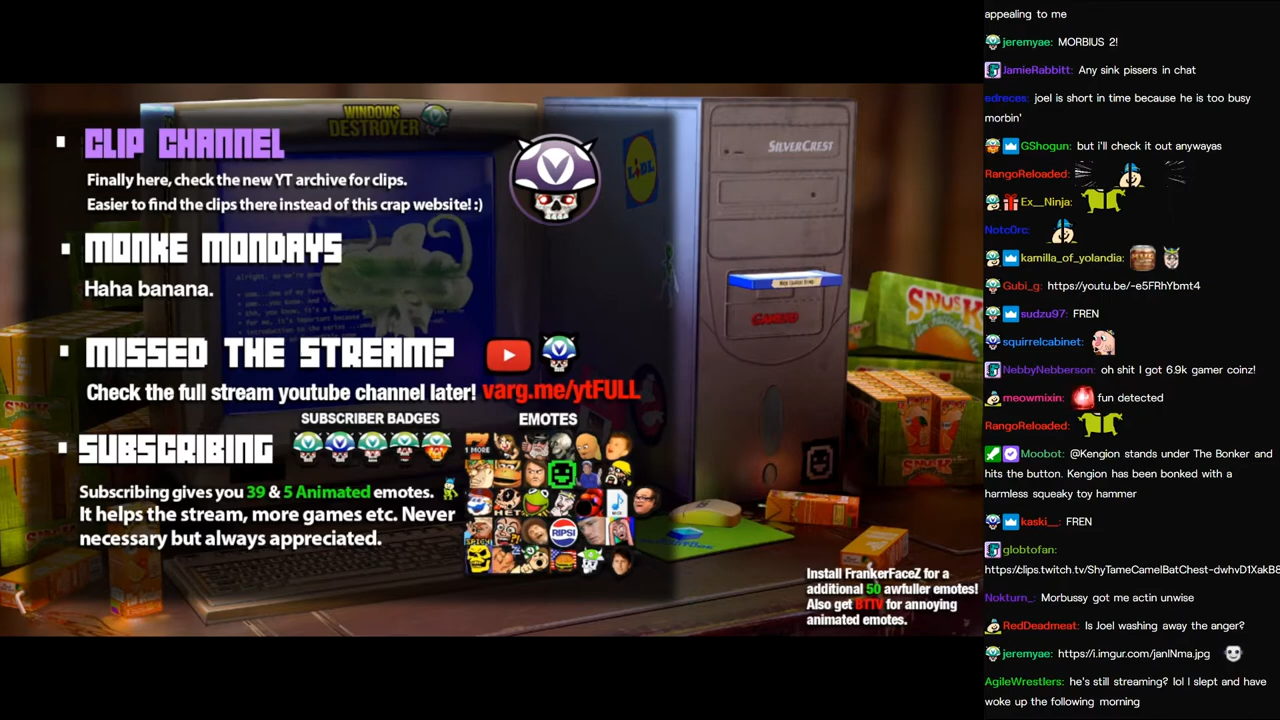 WINDOWS
DESTROYER
CLIP CHANNEL
Finally here, check the new YT archive for clips.
Easier to find the clips there instead of this crap website! :)
MONKE MONDAYS
Haha banana.
MISSED THE STREAM?
Check the full stream youtube channel later! varg.me/ytFULL
SUBSCRIBER BADGES
EMOTES
SUBSCRIBING
Subscribing gives you 39 & 5 Animated emotes.
It helps the stream, more games etc. Never
necessary but always appreciated.
1 MORE
HET
SPICY
RIPSI
LiDL
SILVERCREST
SNUSK
Install FrankerFaceZ for a
additional 50 awfuller emotes!
Also get BTTV for annoying
animated emotes.
appealing to me
jeremyae: MORBIUS 2!
JamieRabbitt: Any sink pissers in chat
edreces: joel is short in time because he is too busy
morbin'
GShogun: but i'll check it out anywayas
RangoReloaded:
Ex__Ninja:
Notc0rc:
kamilla_of_yolandia:
Gubi_g: https://youtu.be/-e5FRhYbmt4
sudzu97: FREN
squirrelcabinet:
NebbyNebberson: oh shit I got 6.9k gamer coinz!
meowmixin: fun detected
RangoReloaded:
Moobot: @Kengion stands under The Bonker and
hits the button. Kengion has been bonked with a
harmless squeaky toy hammer
kaski__: FREN
globtofan:
https://clips.twitch.tv/ShyTameCamelBatChest-dwhvD1XakB8
Nokturn_: Morbussy got me actin unwise
RedDeadmeat: Is Joel washing away the anger?
jeremyae: https://i.imgur.com/janlNma.jpg
AgileWrestlers: he's still streaming? lol I slept and have
woke up the following morning